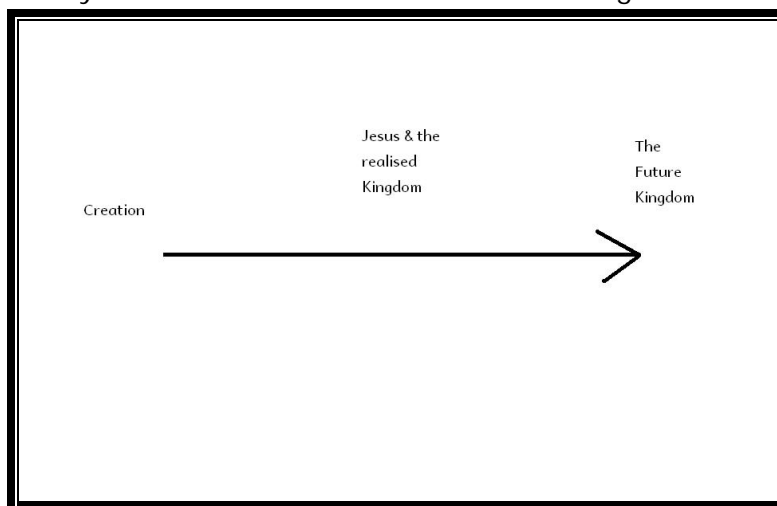 Jesus & the
realised
Kingdom
The
Future
Kingdom
Creation